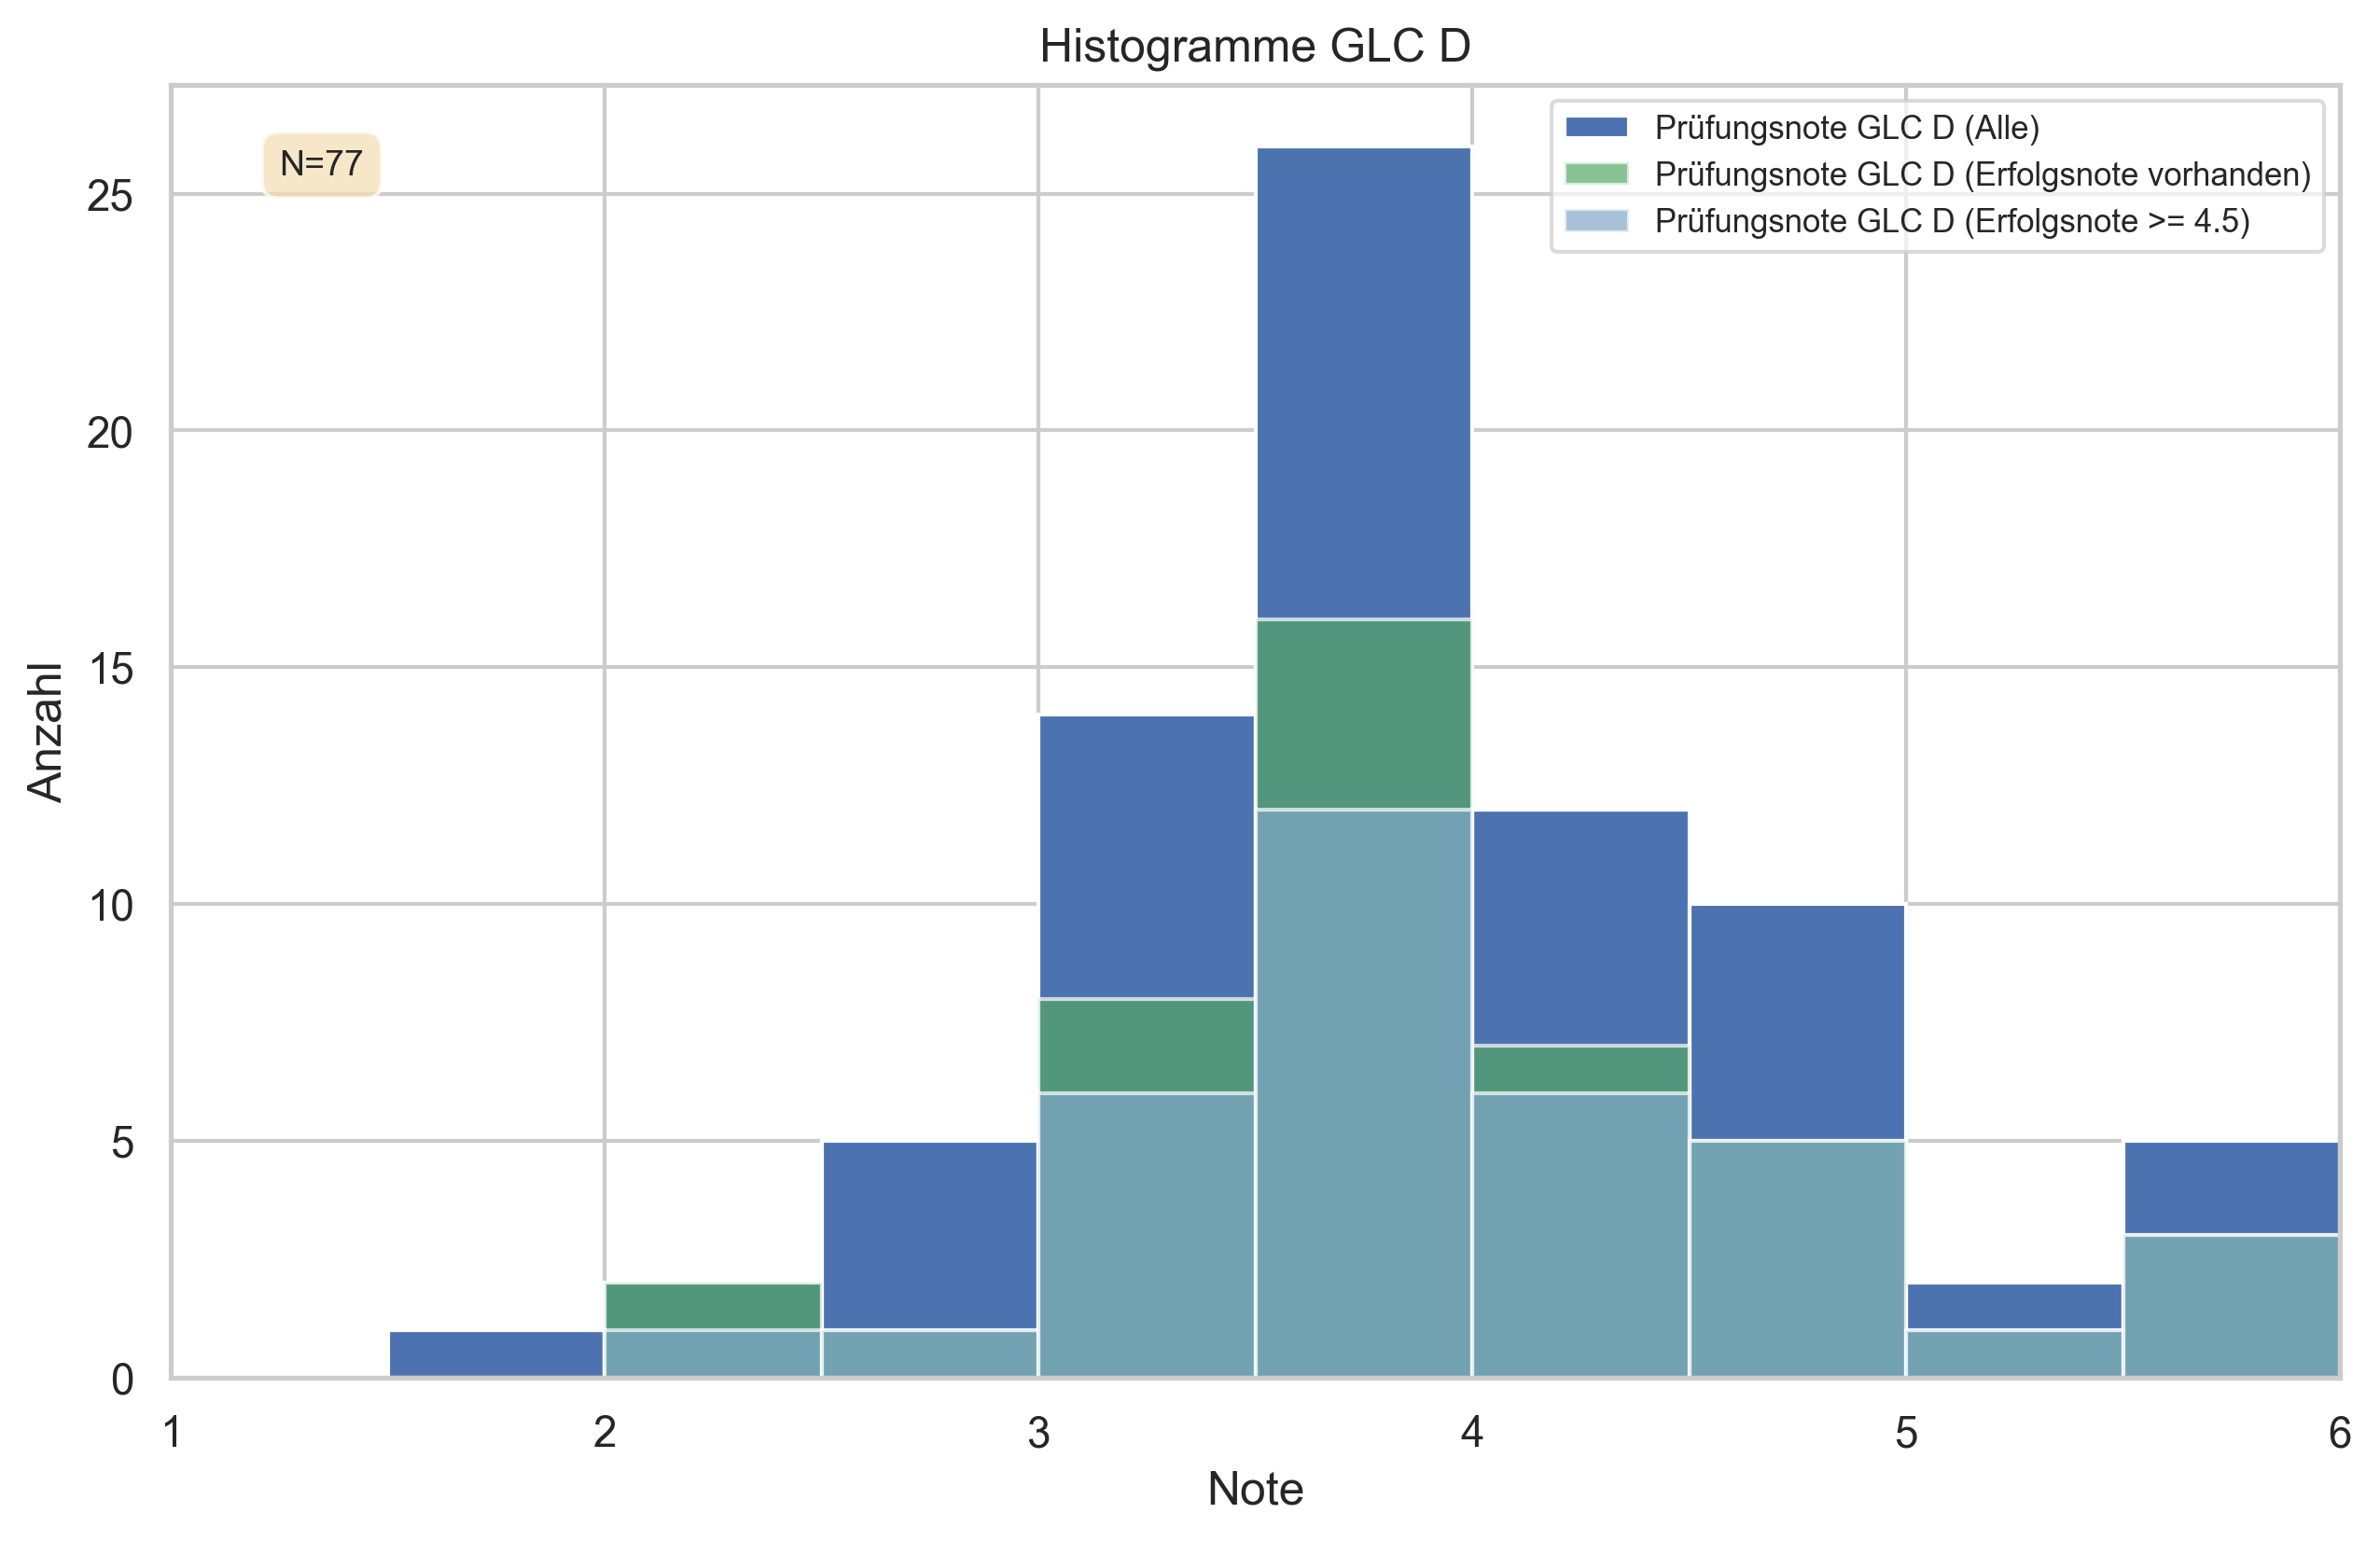 Histogramme GLC D
N=77
Prüfungsnote GLC D (Alle)
Prüfungsnote GLC D (Erfolgsnote vorhanden)
Prüfungsnote GLC D (Erfolgsnote >= 4.5)
25
20
15
10
5
0
Anzahl
1 2 3 4 5 6
Note